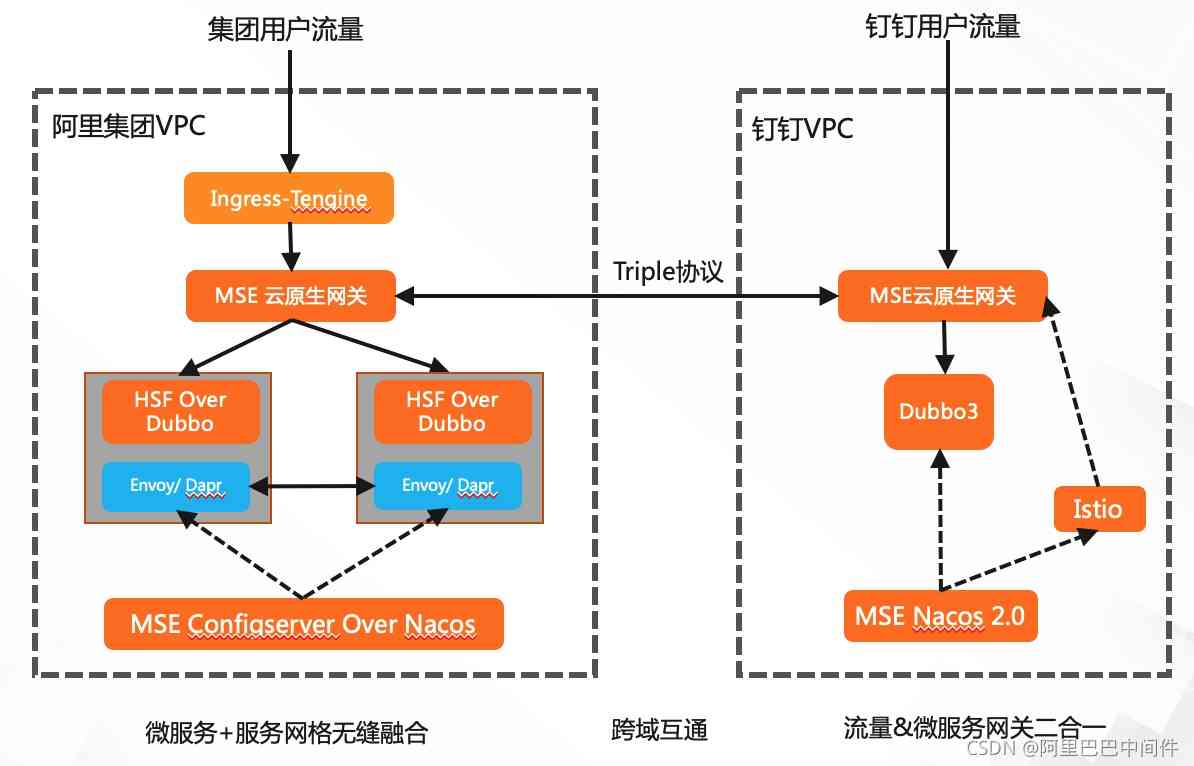 集团用户流量
钉钉用户流量
阿里集团VPC
钉钉VPC
Ingress-Tengine
Triple协议
MSE 云原生网关
MSE云原生网关
HSF Over
Dubbo
HSF Over
Dubbo
Dubbo3
Envoy/ Dapr
Envoy/ Dapr
Istio
MSE Configserver Over Nacos
MSE Nacos 2.0
微服务+服务网格无缝融合
跨域互通
流量&微服务网关二合一
CSDN @阿里巴巴中间件